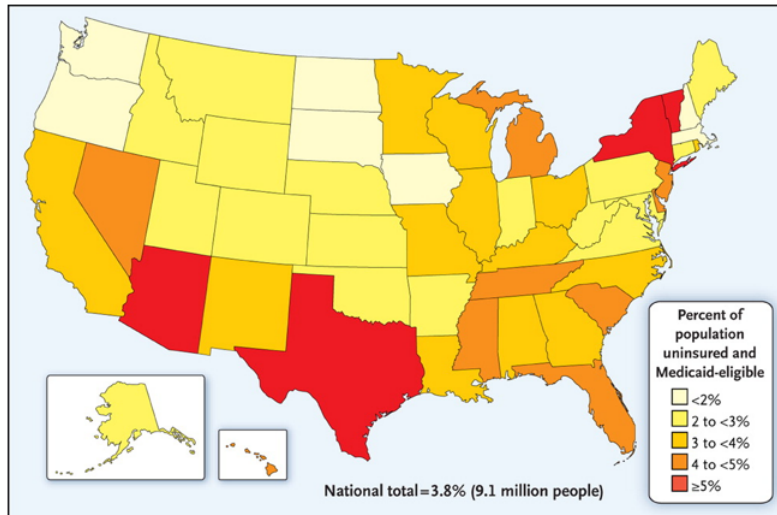 Percent of
population
uninsured and
Medicaid-eligible
<2%
2 to <3%
3 to <4%
4 to <5%
≥5%
National total=3.8% (9.1 million people)